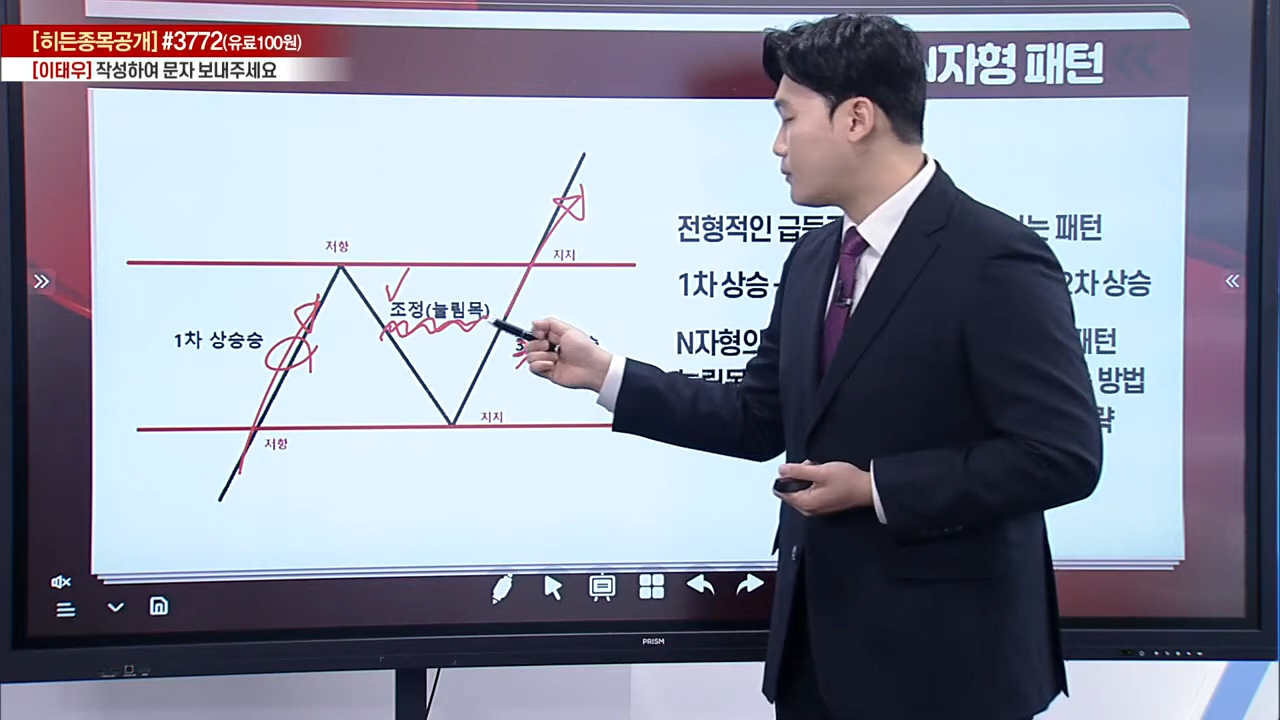 [히든종목공개] #3772(유료100원)
[이태우] 작성하여 문자 보내주세요
N자형 패턴
저항
지지
조정(눌림목)
1차 상승승
지지
저항
전형적인 패턴
1차 상승 2차 상승
N자형의 패턴
방법
PRISM